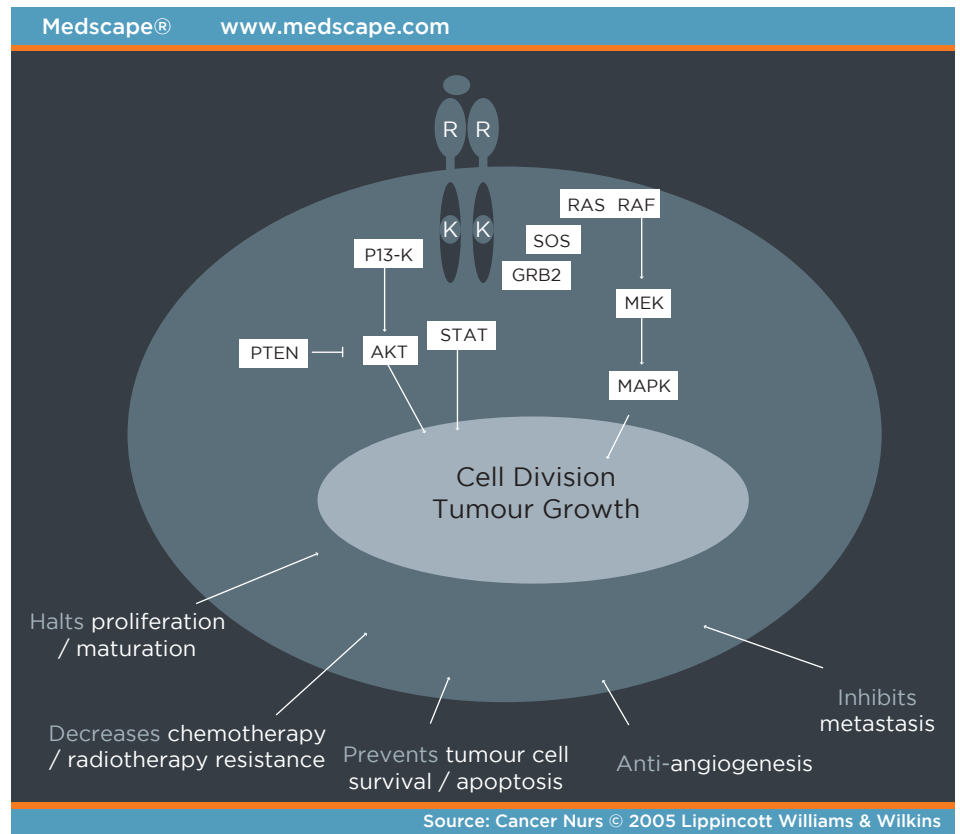 Medscape® www.medscape.com
R R
RAS RAF
K K
SOS
P13-K
GRB2
MEK
STAT
PTEN
AKT
MAPK
Cell Division
Tumour Growth
Halts proliferation
/ maturation
Decreases chemotherapy
/ radiotherapy resistance
Prevents tumour cell
survival / apoptosis
Anti-angiogenesis
Inhibits
metastasis
Source: Cancer Nurs © 2005 Lippincott Williams & Wilkins